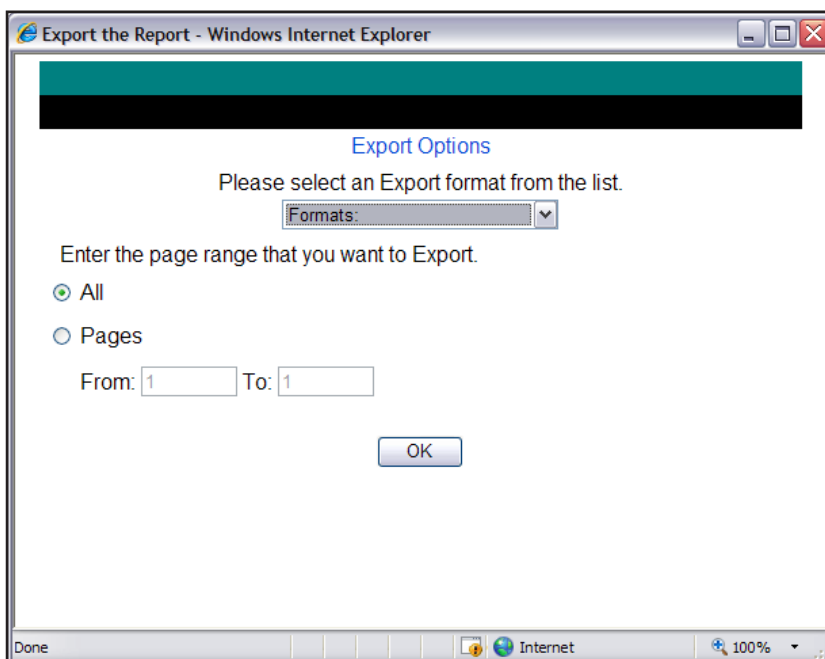 Export the Report - Windows Internet Explorer
Export Options
Please select an Export format from the list.
Formats:
Enter the page range that you want to Export.
All
Pages
From: 1 To: 1
OK
Done Internet 100%